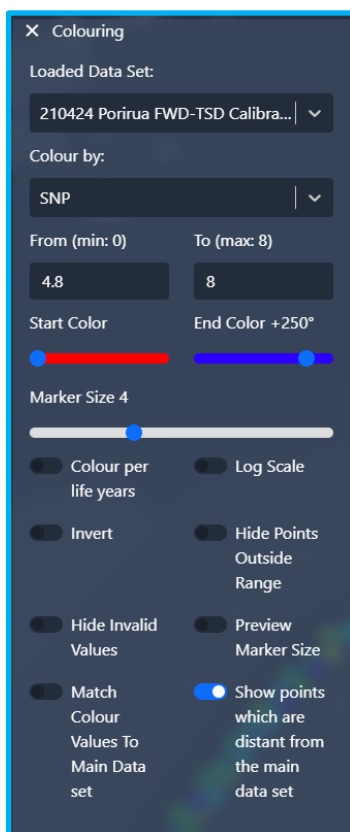 × Colouring
Loaded Data Set:
210424 Porirua FWD-TSD Calibra...
Colour by:
SNP
From (min: 0)
To (max: 8)
4.8
8
Start Color
End Color +250°
Marker Size 4
Colour per
life years
Log Scale
Invert
Hide Points
Outside
Range
Hide Invalid
Values
Preview
Marker Size
Match
Colour
Values To
Main Data
set
Show points
which are
distant from
the main
data set